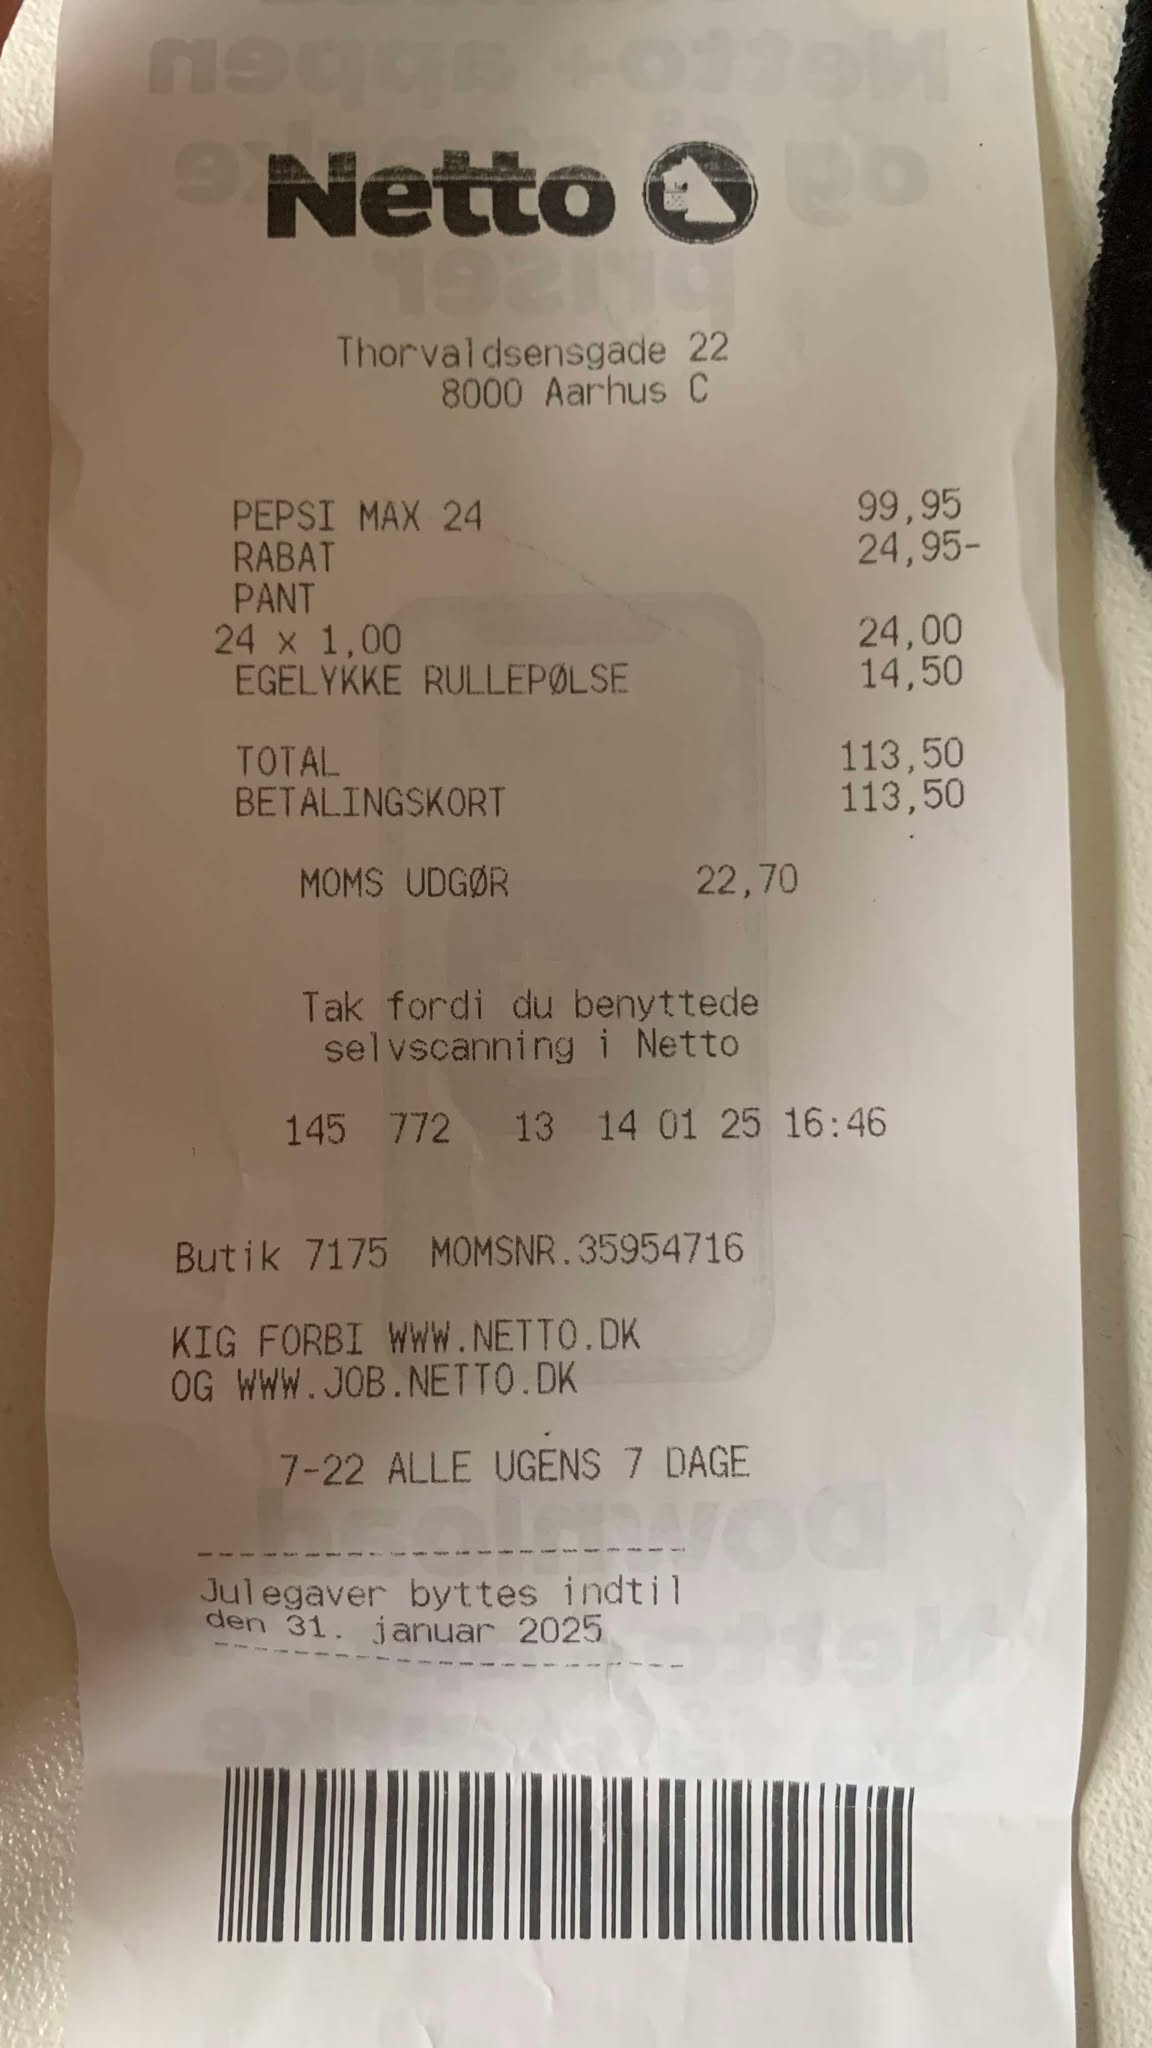 Netto
Thorvaldsensgade 22
8000 Aarhus C
PEPSI MAX 24 99,95
RABAT 24,95-
PANT
24 x 1,00 24,00
EGELYKKE RULLEPØLSE 14,50
TOTAL 113,50
BETALINGSKORT 113,50
MOMS UDGØR 22,70
Tak fordi du benyttede
selvscanning i Netto
145 772 13 14 01 25 16:46
Butik 7175 MOMSNR.35954716
KIG FORBI WWW.NETTO.DK
OG WWW.JOB.NETTO.DK
7-22 ALLE UGENS 7 DAGE
Julegaver byttes indtil
den 31. januar 2025